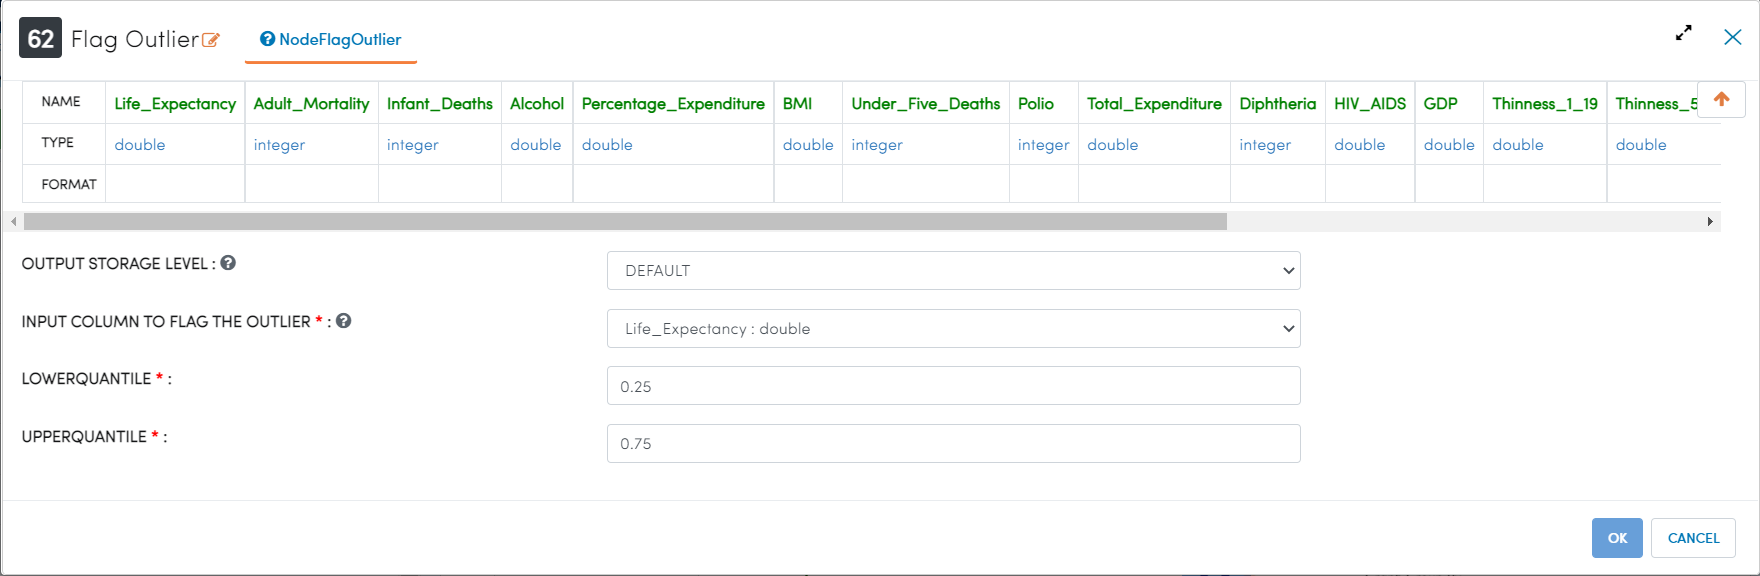 62 Flag Outlier NodeFlagOutlier
NAME Life_Expectancy Adult_Mortality Infant_Deaths Alcohol Percentage_Expenditure BMI Under_Five_Deaths Polio Total_Expenditure Diphtheria HIV_AIDS GDP Thinness_1_19 Thinness_5
TYPE double integer integer double double double integer integer double integer double double double double
FORMAT
OUTPUT STORAGE LEVEL :
DEFAULT
INPUT COLUMN TO FLAG THE OUTLIER * :
Life_Expectancy : double
LOWERQUANTILE * :
0.25
UPPERQUANTILE * :
0.75
OK CANCEL